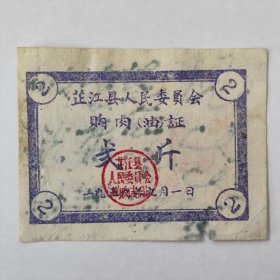 2 2
芷江县人民委員会
购肉(油)証
弍 斤
月一日
芷江县
人民委員会
2 2